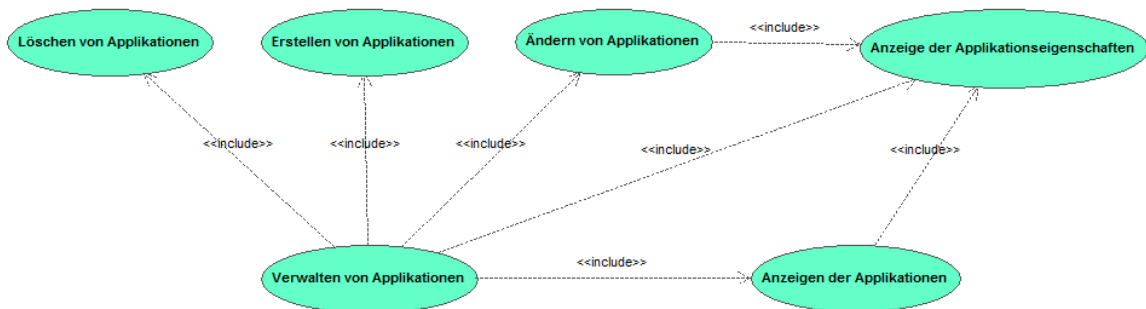 Löschen von Applikationen
Erstellen von Applikationen
Ändern von Applikationen
<<include>>
Anzeige der Applikationseigenschaften
<<include>>
<<include>>
<<include>>
<<include>>
<<include>>
Verwalten von Applikationen
<<include>>
Anzeigen der Applikationen